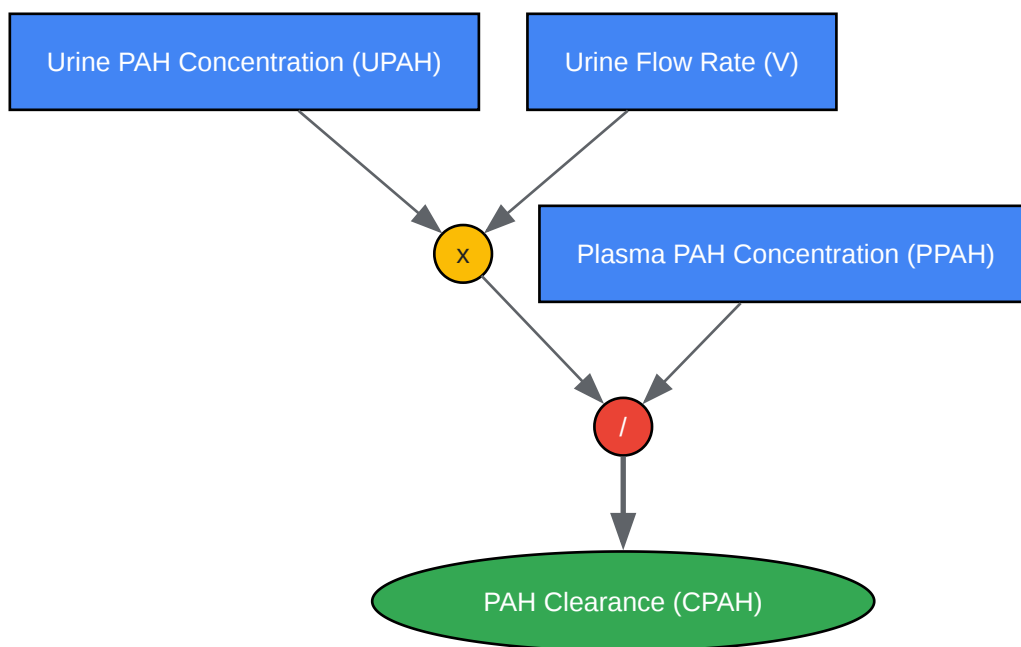 Urine PAH Concentration (UPAH)
Urine Flow Rate (V)
x
Plasma PAH Concentration (PPAH)
/
PAH Clearance (CPAH)